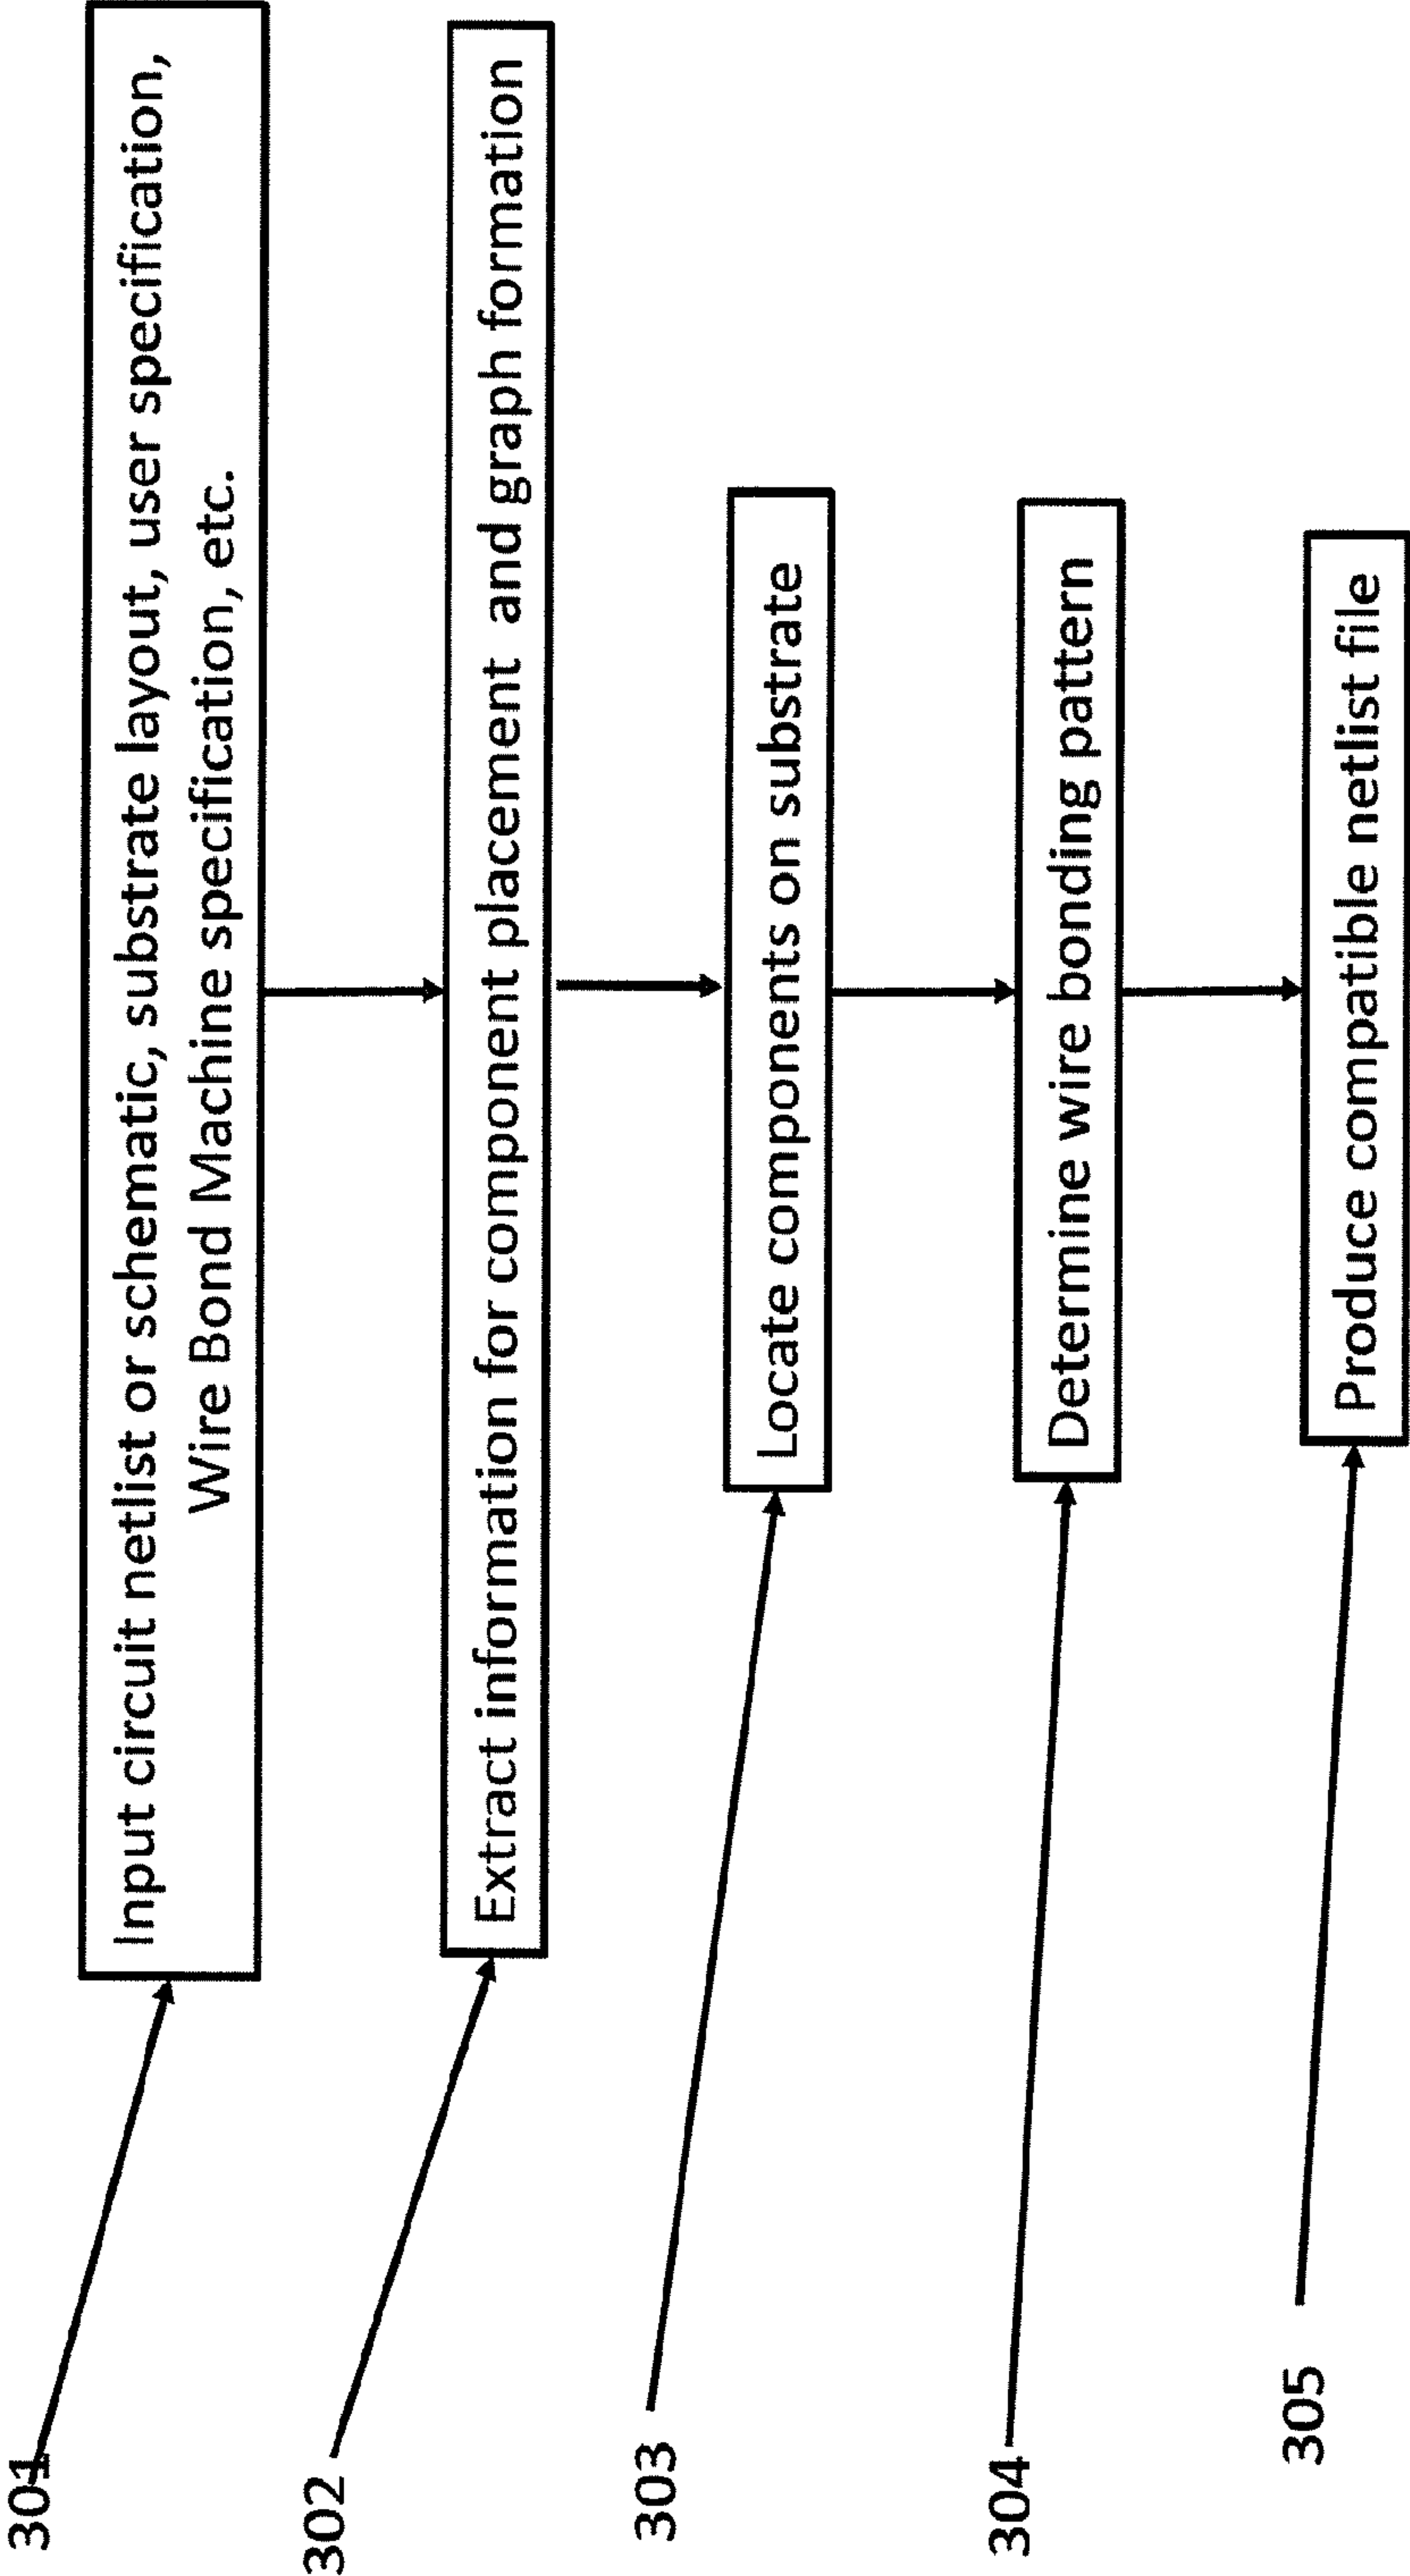 301
Input circuit netlist or schematic, substrate layout, user specification,
Wire Bond Machine specification, etc.
302
Extract information for component placement and graph formation
303
Locate components on substrate
304
Determine wire bonding pattern
305
Produce compatible netlist file